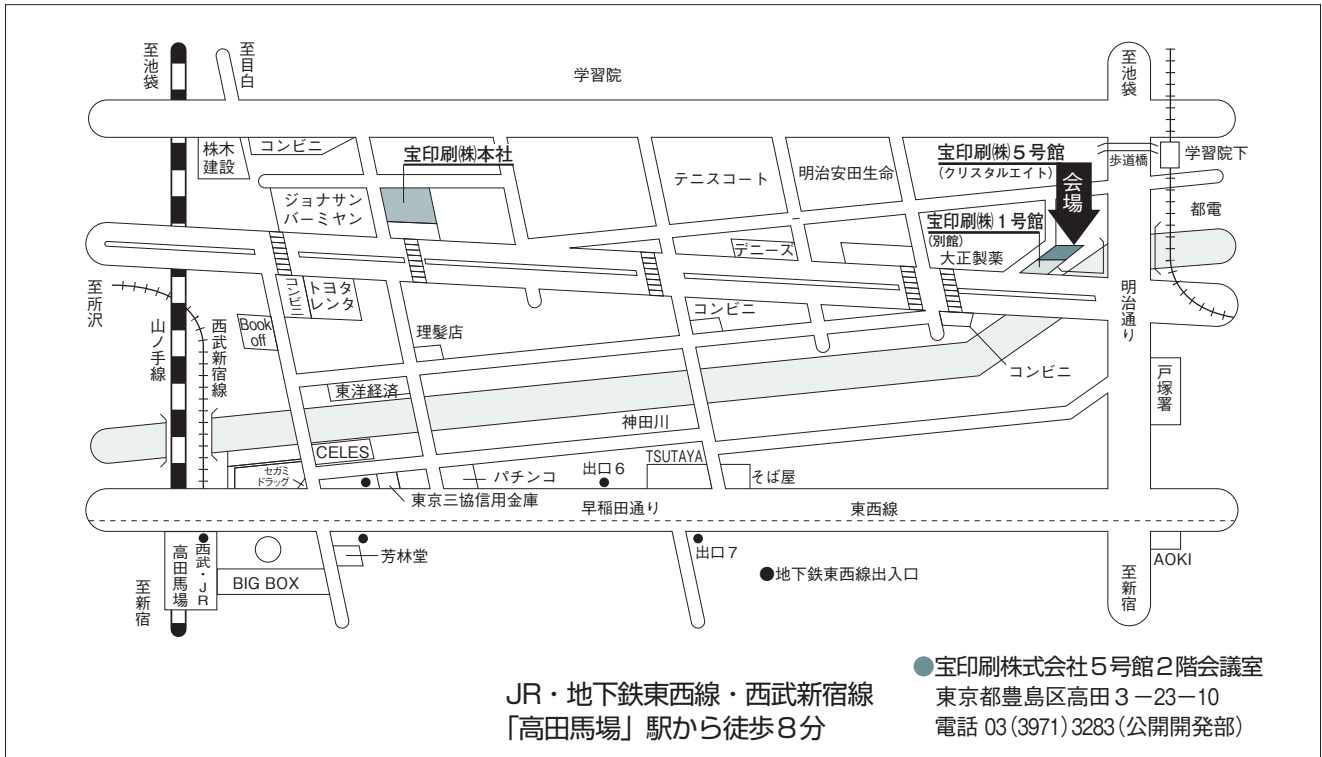 至池袋
至目白
学習院
至池袋
株木
建設
コンビニ
宝印刷㈱本社
テニスコート
明治安田生命
宝印刷㈱5号館
(クリスタルエイト)
会場
歩道橋
学習院下
ジョナサン
バーミヤン
宝印刷㈱1号館
(別館)
大正製薬
都電
デニーズ
至所沢
コンビニ
トヨタ
レンタ
明治通り
山ノ手線
西武新宿線
Book
off
理髪店
コンビニ
コンビニ
戸塚署
東洋経済
神田川
CELES
セガミ
ドラッグ
パチンコ
出口6
TSUTAYA
そば屋
東京三協信用金庫
早稲田通り
東西線
高田馬場
西武・JR
芳林堂
出口7
AOKI
BIG BOX
●地下鉄東西線出入口
至新宿
至新宿
JR・地下鉄東西線・西武新宿線
「高田馬場」駅から徒歩8分
●宝印刷株式会社5号館2階会議室
東京都豊島区高田3-23-10
電話 03(3971)3283(公開開発部)